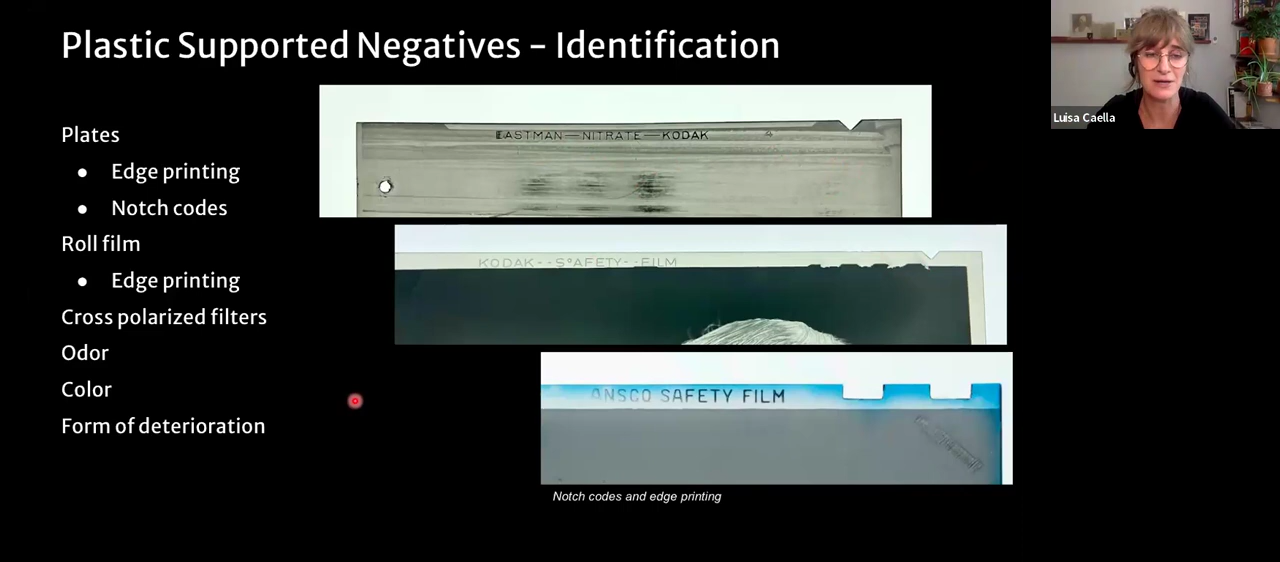 Plastic Supported Negatives - Identification
Luisa Caella
Plates
● Edge printing
● Notch codes
Roll film
● Edge printing
Cross polarized filters
Odor
Color
Form of deterioration
EASTMAN—NITRATE—KODAK
KODAK--S°AFETY--FILM
ANSCO SAFETY FILM
Notch codes and edge printing